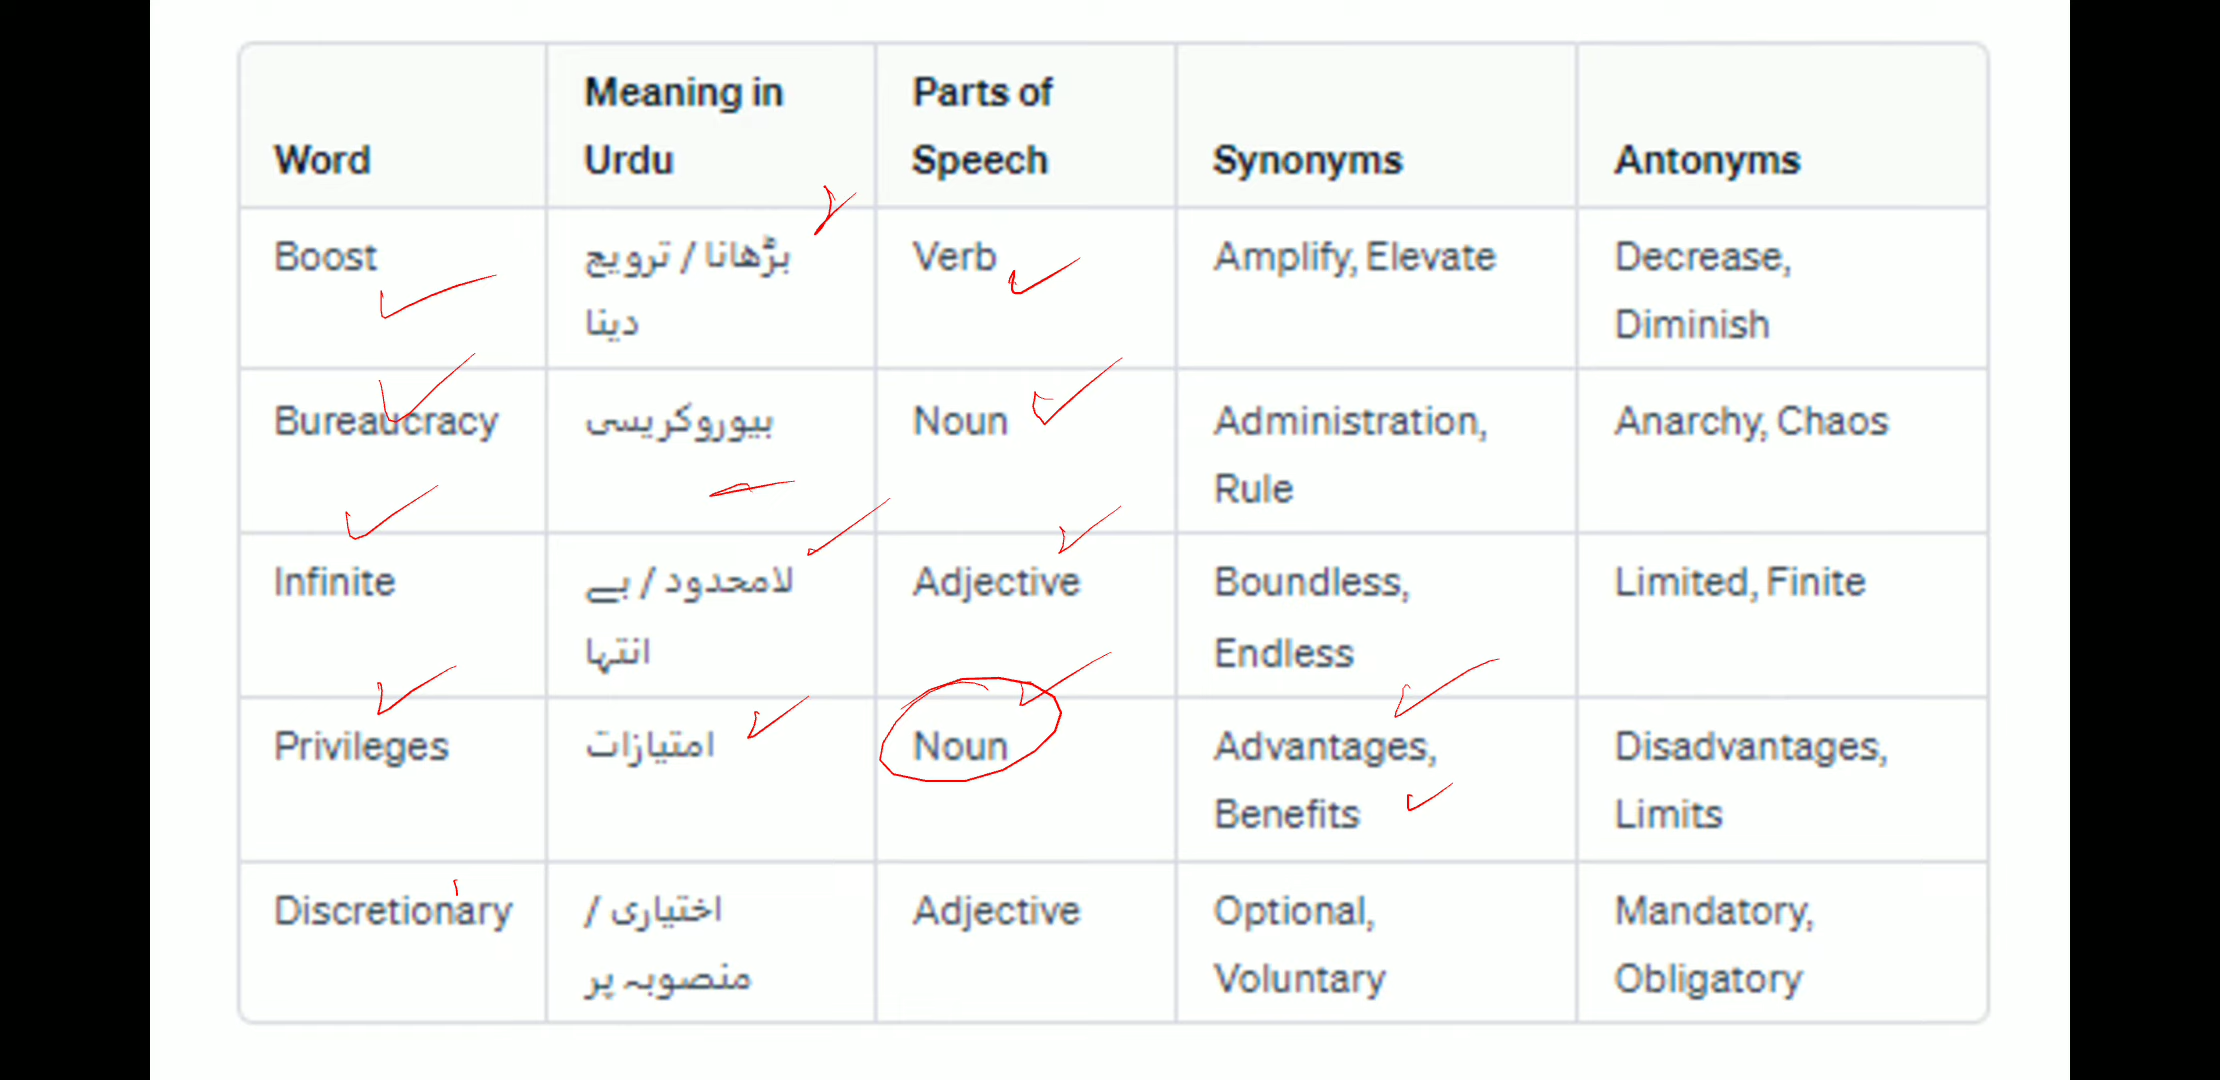 Word
Meaning in
Urdu
Parts of
Speech
Synonyms
Antonyms
Boost
بڑھانا / ترویج
دینا
Verb
Amplify, Elevate
Decrease,
Diminish
Bureaucracy
بیوروکریسی
Noun
Administration,
Rule
Anarchy, Chaos
Infinite
لامحدود / بے
انتہا
Adjective
Boundless,
Endless
Limited, Finite
Privileges
امتیازات
Noun
Advantages,
Benefits
Disadvantages,
Limits
Discretionary
اختیاری /
منصوبہ پر
Adjective
Optional,
Voluntary
Mandatory,
Obligatory